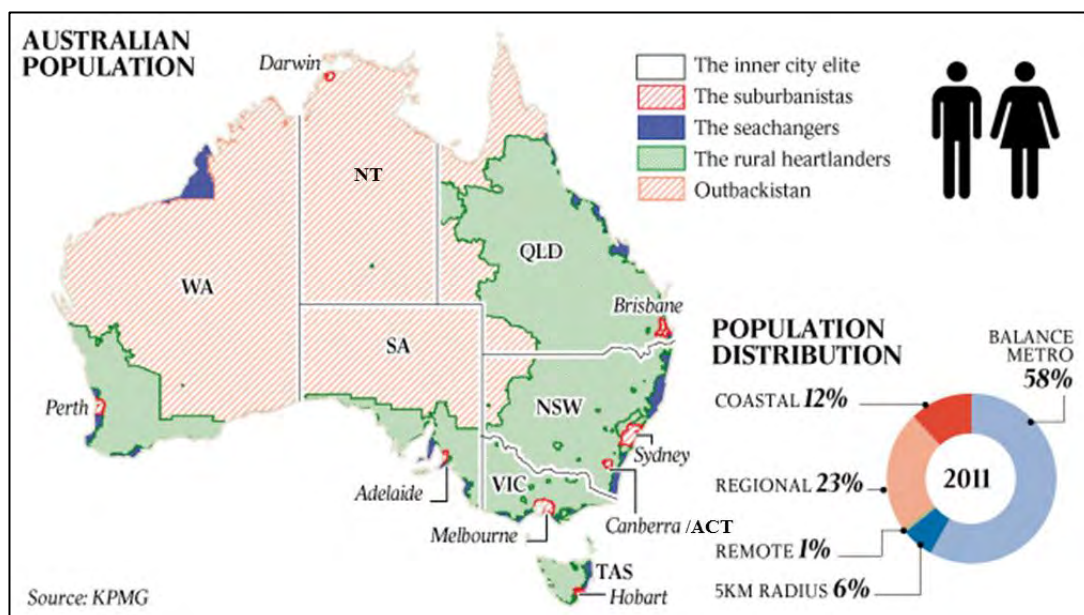 AUSTRALIAN
POPULATION
Darwin
The inner city elite
The suburbanistas
The seachangers
The rural heartlanders
Outbackistan
NT
QLD
WA
Brisbane
SA
Perth
NSW
Sydney
Adelaide
VIC
Melbourne
Canberra /ACT
TAS
Hobart
Source: KPMG
POPULATION
DISTRIBUTION
BALANCE
METRO
58%
COASTAL 12%
REGIONAL 23%
2011
REMOTE 1%
5KM RADIUS 6%